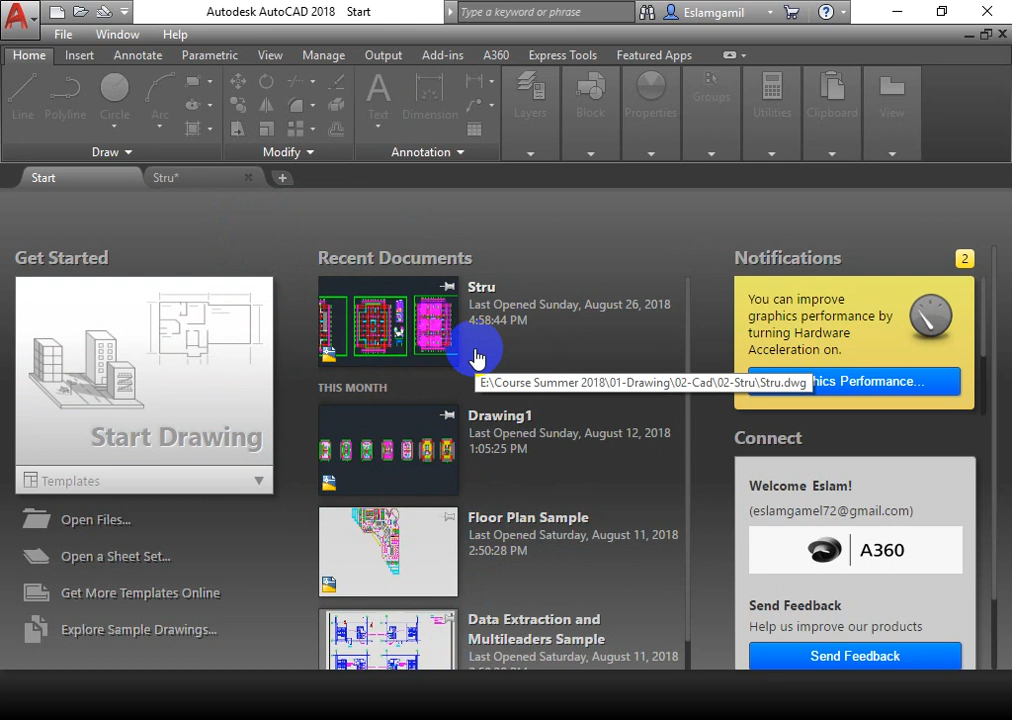 Autodesk AutoCAD 2018 Start
Type a keyword or phrase
Eslamgamil
File Window Help
Home Insert Annotate Parametric View Manage Output Add-ins A360 Express Tools Featured Apps
Line Polyline Circle Arc
Text Dimension
Layers Block Properties Groups Utilities Clipboard View
Draw Modify Annotation
Start Stru*
Get Started
Start Drawing
Templates
Open Files...
Open a Sheet Set...
Get More Templates Online
Explore Sample Drawings...
Recent Documents
Stru
Last Opened Sunday, August 26, 2018
4:58:44 PM
E:\Course Summer 2018\01-Drawing\02-Cad\02-Stru\Stru.dwg
THIS MONTH
Drawing1
Last Opened Sunday, August 12, 2018
1:05:25 PM
Floor Plan Sample
Last Opened Saturday, August 11, 2018
2:50:28 PM
Data Extraction and
Multileaders Sample
Last Opened Saturday, August 11, 2018
Notifications
2
You can improve
graphics performance by
turning Hardware
Acceleration on.
hics Performance...
Connect
Welcome Eslam!
(eslamgamel72@gmail.com)
A360
Send Feedback
Help us improve our products
Send Feedback